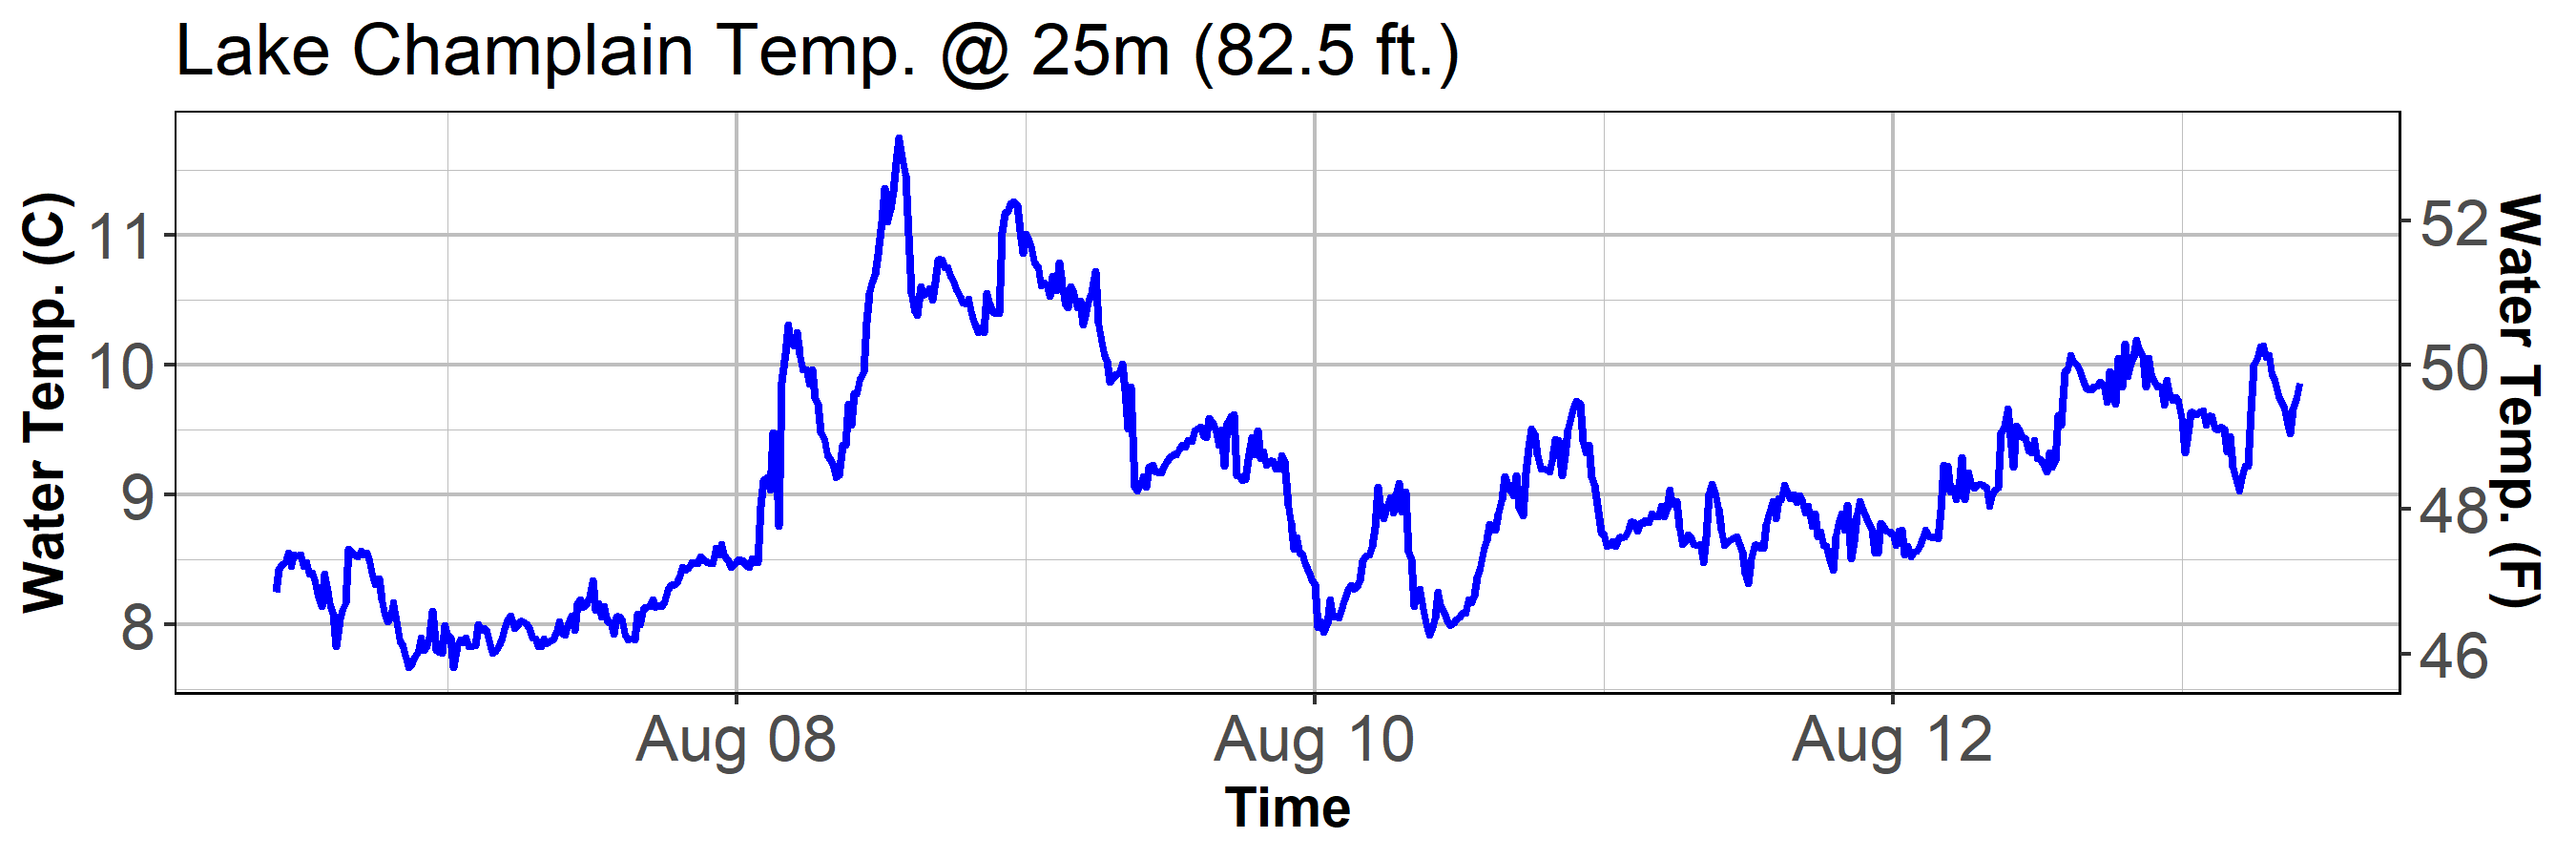 Lake Champlain Temp. @ 25m (82.5 ft.)
Water Temp. (C)
11
10
9
8
52
50
48
46
Water Temp. (F)
Aug 08
Aug 10
Aug 12
Time